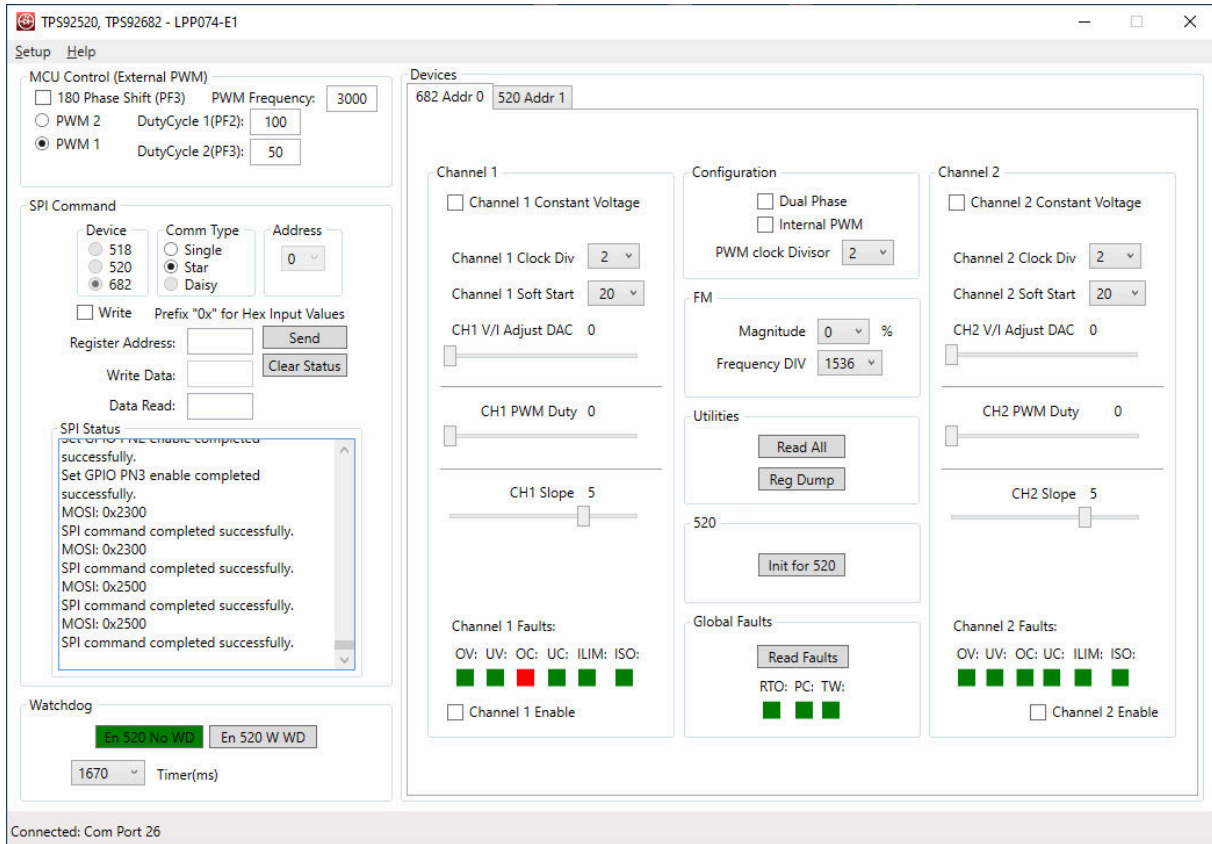 TPS92520, TPS92682 - LPP074-E1
Setup Help
MCU Control (External PWM)
180 Phase Shift (PF3) PWM Frequency: 3000
PWM 2 DutyCycle 1(PF2): 100
PWM 1 DutyCycle 2(PF3): 50
SPI Command
Device Comm Type Address
518 Single
520 Star 0
682 Daisy
Write Prefix "0x" for Hex Input Values
Register Address: Send
Write Data: Clear Status
Data Read:
SPI Status
Set GPIO PN2 enable completed
successfully.
Set GPIO PN3 enable completed
successfully.
MOSI: 0x2300
SPI command completed successfully.
MOSI: 0x2300
SPI command completed successfully.
MOSI: 0x2500
SPI command completed successfully.
MOSI: 0x2500
SPI command completed successfully.
Watchdog
En 520 No WD En 520 W WD
1670 Timer(ms)
Devices
682 Addr 0 520 Addr 1
Channel 1
Channel 1 Constant Voltage
Channel 1 Clock Div 2
Channel 1 Soft Start 20
CH1 V/I Adjust DAC 0
CH1 PWM Duty 0
CH1 Slope 5
Channel 1 Faults:
OV: UV: OC: UC: ILIM: ISO:
Channel 1 Enable
Configuration
Dual Phase
Internal PWM
PWM clock Divisor 2
FM
Magnitude 0 %
Frequency DIV 1536
Utilities
Read All
Reg Dump
520
Init for 520
Global Faults
Read Faults
RTO: PC: TW:
Channel 2
Channel 2 Constant Voltage
Channel 2 Clock Div 2
Channel 2 Soft Start 20
CH2 V/I Adjust DAC 0
CH2 PWM Duty 0
CH2 Slope 5
Channel 2 Faults:
OV: UV: OC: UC: ILIM: ISO:
Channel 2 Enable
Connected: Com Port 26